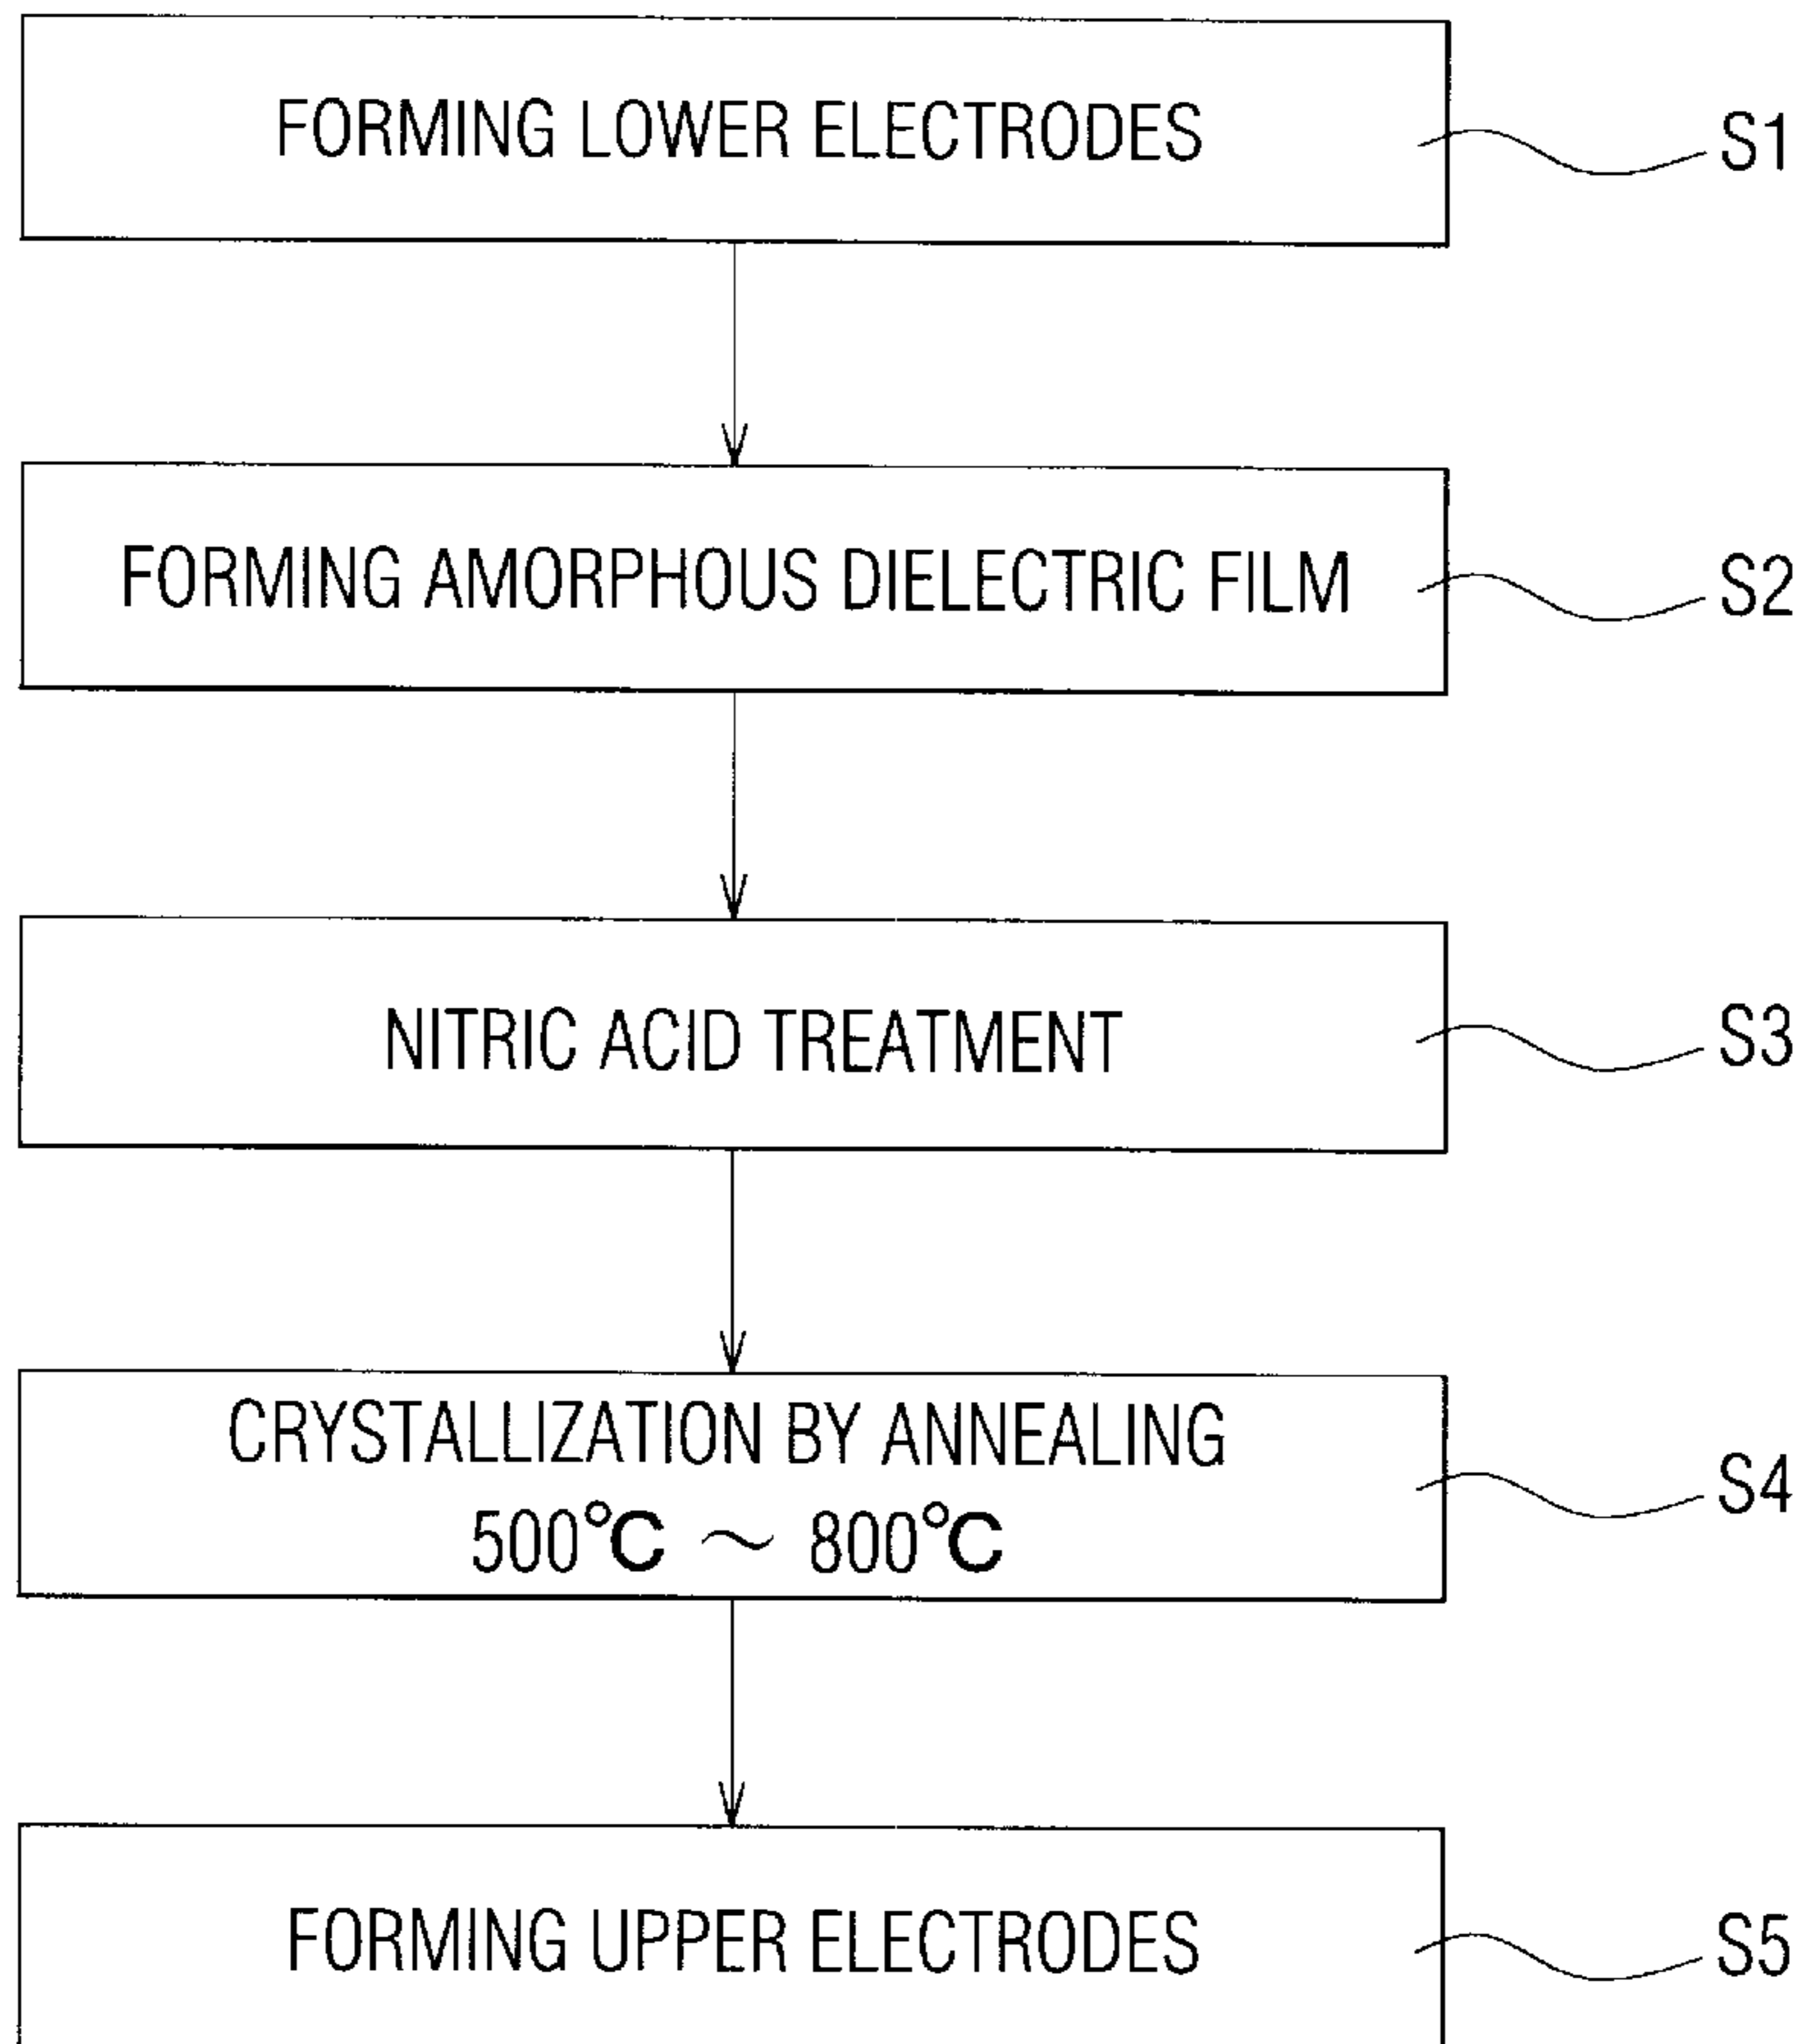 FORMING LOWER ELECTRODES
S1
FORMING AMORPHOUS DIELECTRIC FILM
S2
NITRIC ACID TREATMENT
S3
CRYSTALLIZATION BY ANNEALING
500℃ ~ 800℃
S4
FORMING UPPER ELECTRODES
S5